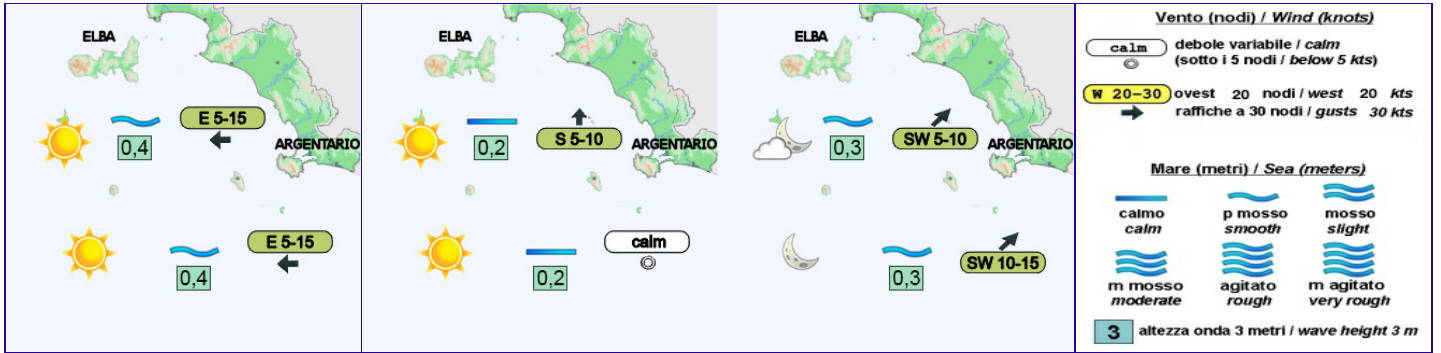 ELBA
E 5-15
0,4
ARGENTARIO
E 5-15
0,4
ELBA
0,2
S 5-10
ARGENTARIO
calm
0,2
ELBA
0,3
SW 5-10
ARGENTARIO
0,3
SW 10-15
Vento (nodi) / Wind (knots)
calm
debole variabile / calm
(sotto i 5 nodi / below 5 kts)
W 20-30
ovest 20 nodi / west 20 kts
raffiche a 30 nodi / gusts 30 kts
Mare (metri) / Sea (meters)
calmo p mosso mosso
calm smooth slight
m mosso agitato m agitato
moderate rough very rough
3 altezza onda 3 metri / wave height 3 m